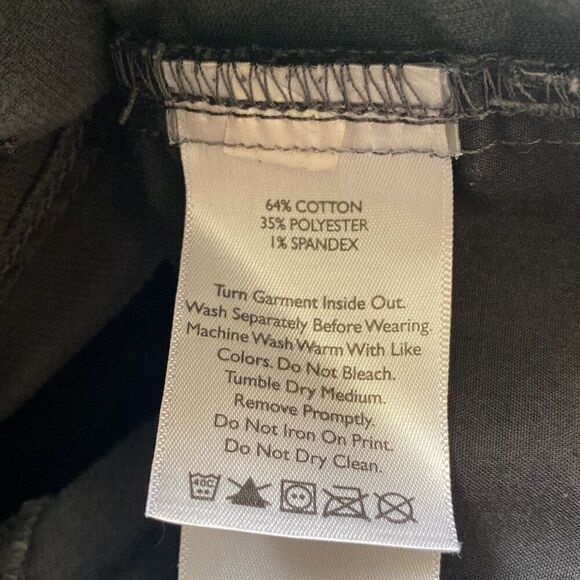 64% COTTON
35% POLYESTER
1% SPANDEX
Turn Garment Inside Out.
Wash Separately Before Wearing.
Machine Wash Warm With Like
Colors. Do Not Bleach.
Tumble Dry Medium.
Remove Promptly.
Do Not Iron On Print.
Do Not Dry Clean.
40C